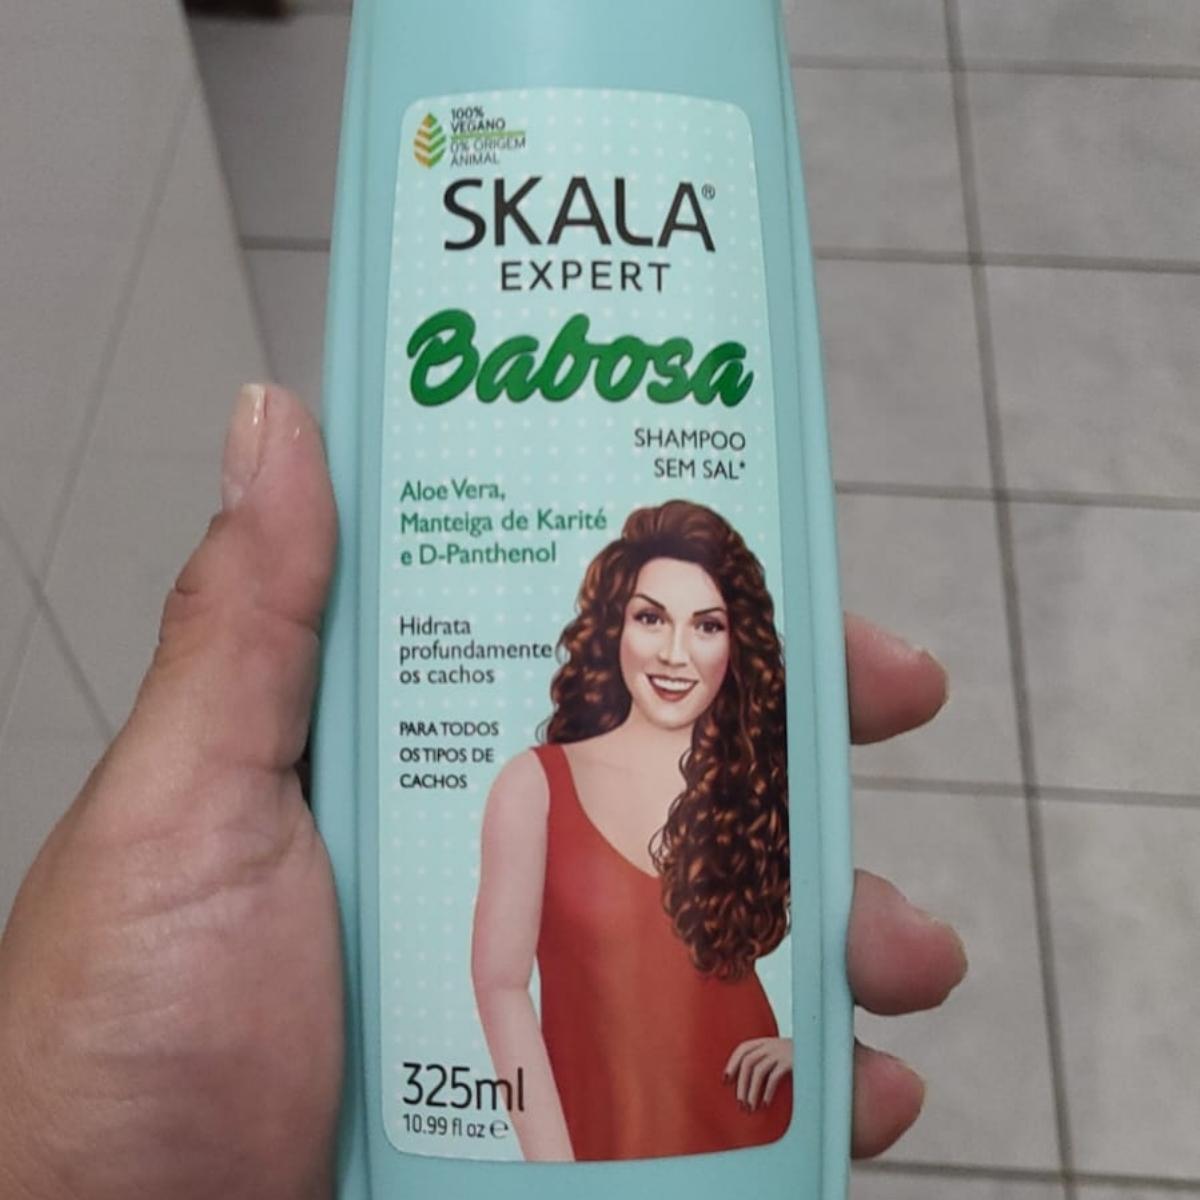 100%
VEGANO
0% ORIGEM
ANIMAL
SKALA®
EXPERT
Babosa
SHAMPOO
SEM SAL*
Aloe Vera,
Manteiga de Karité
e D-Panthenol
Hidrata
profundamente
os cachos
PARA TODOS
OS TIPOS DE
CACHOS
325ml
10.99 fl oz ℮